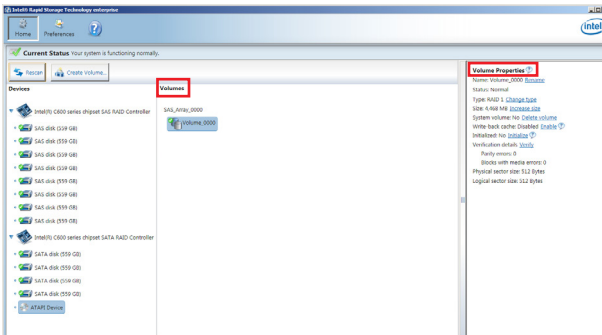 Intel® Rapid Storage Technology enterprise
Home
Preferences
?
intel
Current Status Your system is functioning normally.
Rescan
Create Volume...
Devices
Intel(R) C600 series chipset SAS RAID Controller
SAS disk (559 GB)
SAS disk (559 GB)
SAS disk (559 GB)
SAS disk (559 GB)
SAS disk (559 GB)
SAS disk (559 GB)
SAS disk (559 GB)
SAS disk (559 GB)
Intel(R) C600 series chipset SATA RAID Controller
SATA disk (559 GB)
SATA disk (559 GB)
SATA disk (559 GB)
SATA disk (559 GB)
ATAPI Device
Volumes
SAS_Array_0000
Volume_0000
Volume Properties ?
Name: Volume_0000 Rename
Status: Normal
Type: RAID 1 Change type
Size: 4,468 MB Increase size
System volume: No Delete volume
Write back cache: Disabled Enable ?
Initialized: No Initialize ?
Verification details Verify
Parity errors: 0
Blocks with media errors: 0
Physical sector size: 512 Bytes
Logical sector size: 512 Bytes